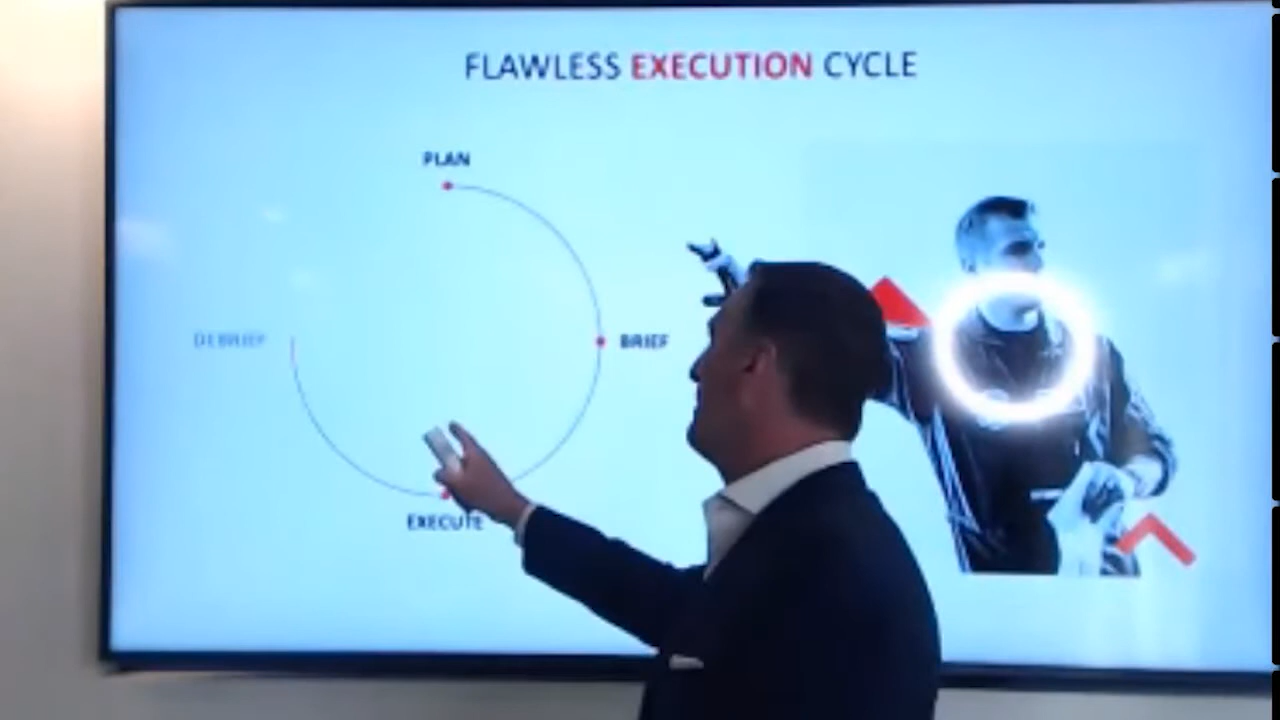 FLAWLESS EXECUTION CYCLE
PLAN
DEBRIEF
BRIEF
EXECUTE